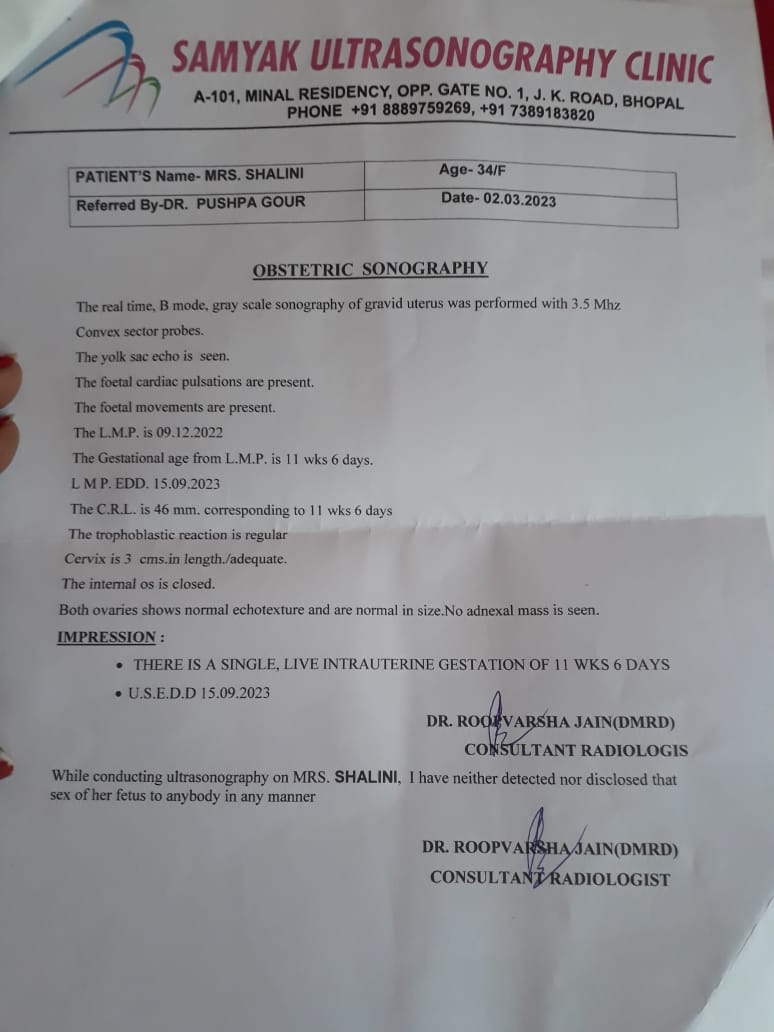 SAMYAK ULTRASONOGRAPHY CLINIC
A-101, MINAL RESIDENCY, OPP. GATE NO. 1, J. K. ROAD, BHOPAL
PHONE +91 8889759269, +91 7389183820
PATIENT'S Name- MRS. SHALINI Age- 34/F
Referred By-DR. PUSHPA GOUR Date- 02.03.2023
OBSTETRIC SONOGRAPHY
The real time, B mode, gray scale sonography of gravid uterus was performed with 3.5 Mhz
Convex sector probes.
The yolk sac echo is seen.
The foetal cardiac pulsations are present.
The foetal movements are present.
The L.M.P. is 09.12.2022
The Gestational age from L.M.P. is 11 wks 6 days.
L M P. EDD. 15.09.2023
The C.R.L. is 46 mm. corresponding to 11 wks 6 days
The trophoblastic reaction is regular
Cervix is 3 cms.in length./adequate.
The internal os is closed.
Both ovaries shows normal echotexture and are normal in size.No adnexal mass is seen.
IMPRESSION :
• THERE IS A SINGLE, LIVE INTRAUTERINE GESTATION OF 11 WKS 6 DAYS
• U.S.E.D.D 15.09.2023
DR. ROOPVARSHA JAIN(DMRD)
CONSULTANT RADIOLOGIS
While conducting ultrasonography on MRS. SHALINI, I have neither detected nor disclosed that
sex of her fetus to anybody in any manner
DR. ROOPVARSHA JAIN(DMRD)
CONSULTANT RADIOLOGIST